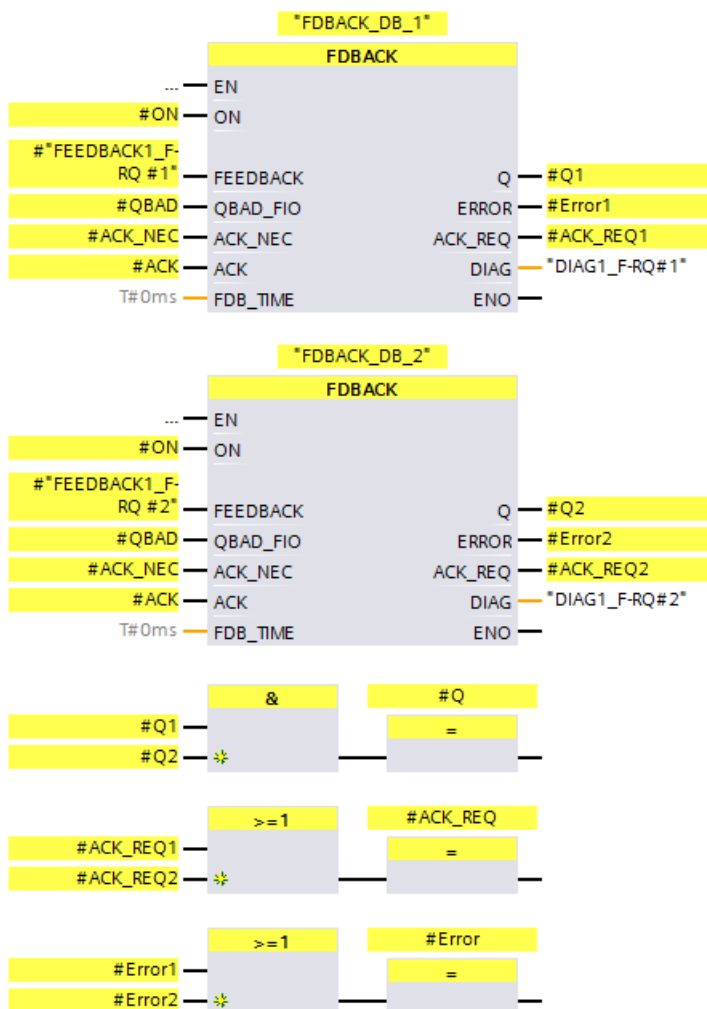 "FDBACK_DB_1"
FDBACK
... EN
#ON ON
#"FEEDBACK1_F-
RQ #1" FEEDBACK Q #Q1
#QBAD QBAD_FIO ERROR #Error1
#ACK_NEC ACK_NEC ACK_REQ #ACK_REQ1
#ACK ACK DIAG "DIAG1_F-RQ#1"
T#0ms FDB_TIME ENO
"FDBACK_DB_2"
FDBACK
... EN
#ON ON
#"FEEDBACK1_F-
RQ #2" FEEDBACK Q #Q2
#QBAD QBAD_FIO ERROR #Error2
#ACK_NEC ACK_NEC ACK_REQ #ACK_REQ2
#ACK ACK DIAG "DIAG1_F-RQ#2"
T#0ms FDB_TIME ENO
& #Q
=
#Q1
#Q2
>=1 #ACK_REQ
=
#ACK_REQ1
#ACK_REQ2
>=1 #Error
=
#Error1
#Error2